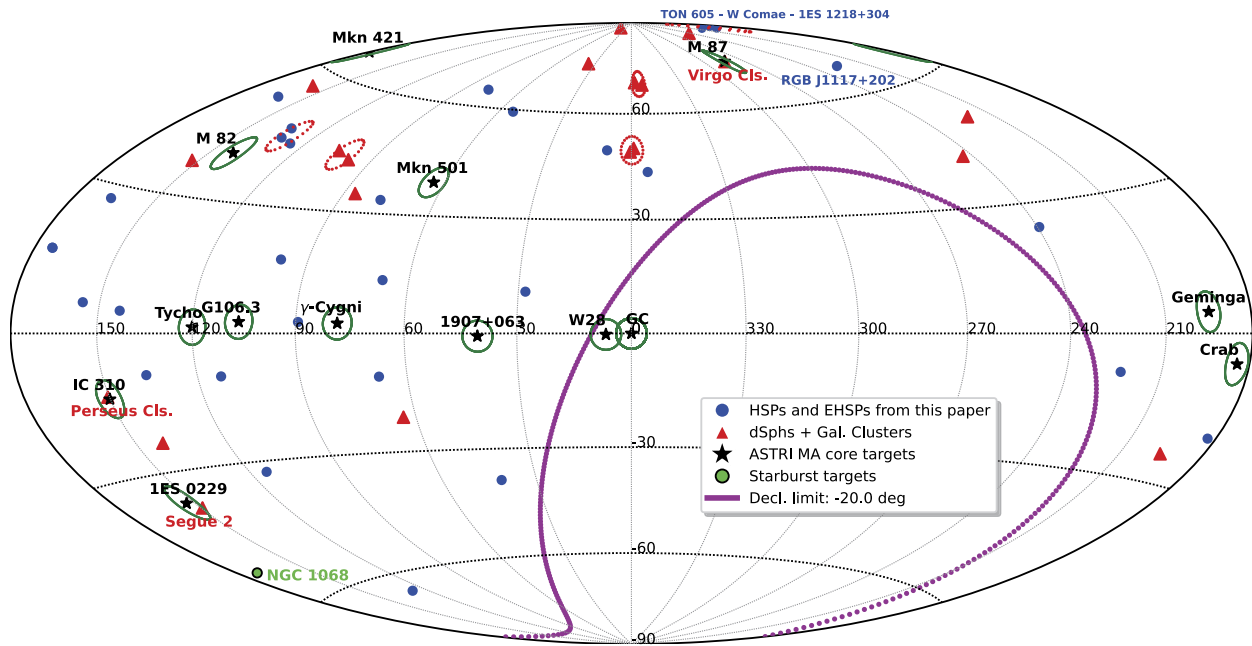 TON 605 - W Comae - 1ES 1218+304
Mkn 421
M 87
Virgo Cls.
RGB J1117+202
60
M 82
Mkn 501
30
Geminga
Tycho
G106.3
γ-Cygni
1907+063
W28
GC
150
120
90
60
30
0
330
300
270
240
210
Crab
IC 310
Perseus Cls.
HSPs and EHSPs from this paper
dSphs + Gal. Clusters
ASTRI MA core targets
Starburst targets
Decl. limit: -20.0 deg
-30
1ES 0229
Segue 2
-60
NGC 1068
-90